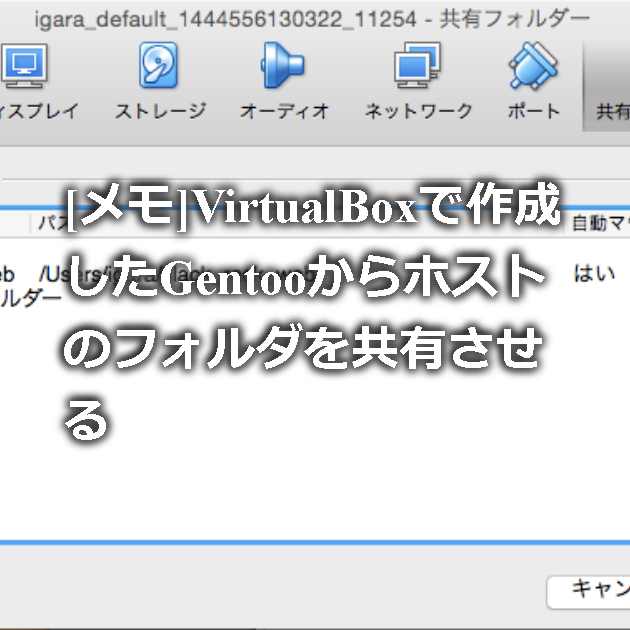 igara_default_1444556130322_11254 - 共有フォルダー
ィスプレイ ストレージ オーディオ ネットワーク ポート 共有
パス 自動マ
[メモ]VirtualBoxで作成
eb /Users/ はい
したGentooからホスト
ルダー
のフォルダを共有させ
る
キャン